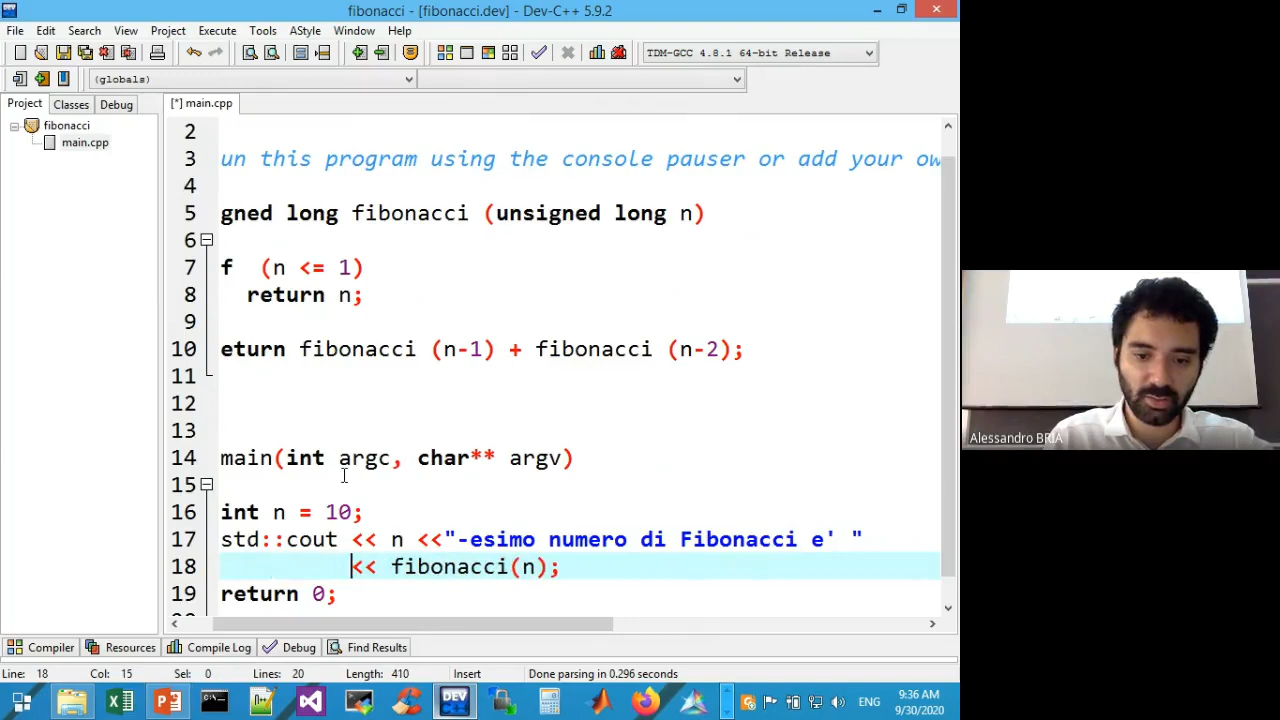 fibonacci - [fibonacci.dev] - Dev-C++ 5.9.2
File Edit Search View Project Execute Tools AStyle Window Help
TDM-GCC 4.8.1 64-bit Release
(globals)
Project Classes Debug
[*] main.cpp
fibonacci
main.cpp
2
3 un this program using the console pauser or add your ow
4
5 gned long fibonacci (unsigned long n)
6
7 f  (n <= 1)
8 return n;
9
10 eturn fibonacci (n-1) + fibonacci (n-2);
11
12
13
14 main(int argc, char** argv)
15
16 int n = 10;
17 std::cout << n <<"-esimo numero di Fibonacci e' "
18 << fibonacci(n);
19 return 0;
Compiler Resources Compile Log Debug Find Results
Line: 18 Col: 15 Sel: 0 Lines: 20 Length: 410 Insert Done parsing in 0.296 seconds
ENG
9:36 AM
9/30/2020
Alessandro BRIA